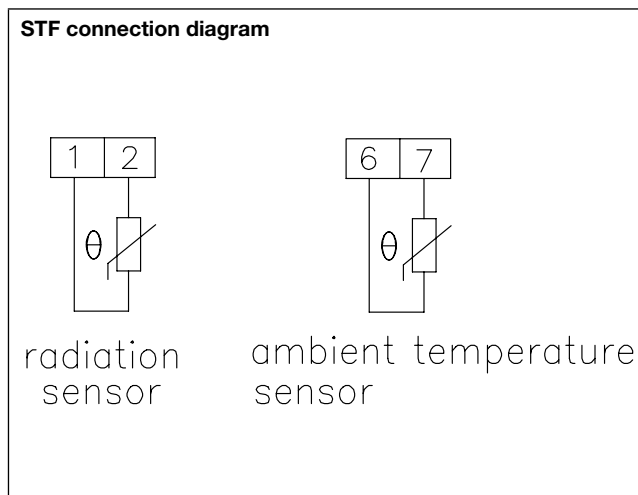 STF connection diagram
1 2
6 7
θ
θ
radiation
sensor
ambient temperature
sensor